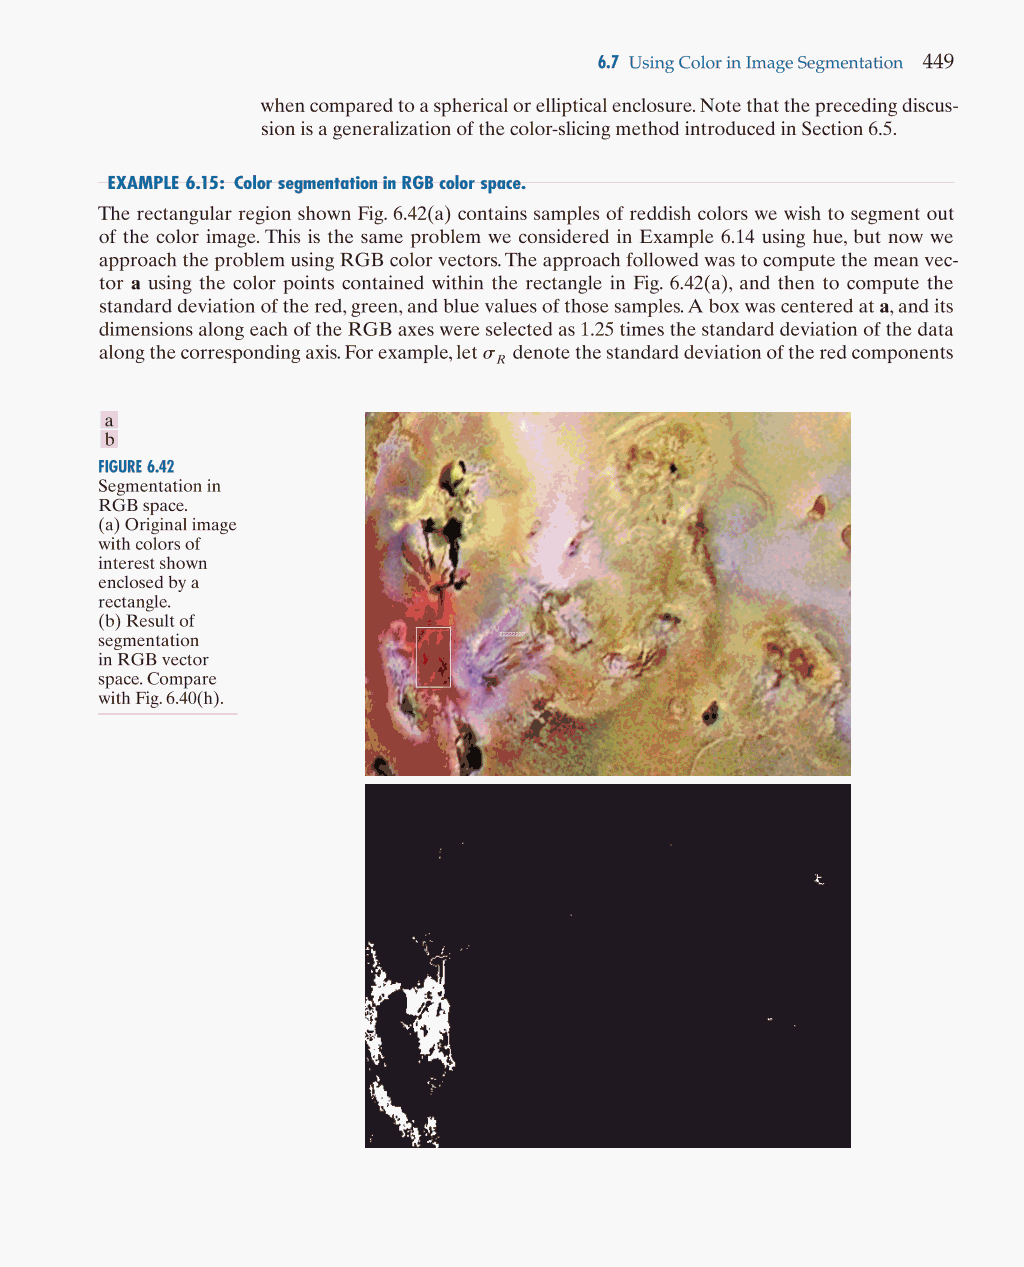 6.7 Using Color in Image Segmentation 449
when compared to a spherical or elliptical enclosure. Note that the preceding discus-
sion is a generalization of the color-slicing method introduced in Section 6.5.
EXAMPLE 6.15: Color segmentation in RGB color space.
The rectangular region shown Fig. 6.42(a) contains samples of reddish colors we wish to segment out
of the color image. This is the same problem we considered in Example 6.14 using hue, but now we
approach the problem using RGB color vectors. The approach followed was to compute the mean vec-
tor a using the color points contained within the rectangle in Fig. 6.42(a), and then to compute the
standard deviation of the red, green, and blue values of those samples. A box was centered at a, and its
dimensions along each of the RGB axes were selected as 1.25 times the standard deviation of the data
along the corresponding axis. For example, let σ_R denote the standard deviation of the red components
a
b
FIGURE 6.42
Segmentation in
RGB space.
(a) Original image
with colors of
interest shown
enclosed by a
rectangle.
(b) Result of
segmentation
in RGB vector
space. Compare
with Fig. 6.40(h).